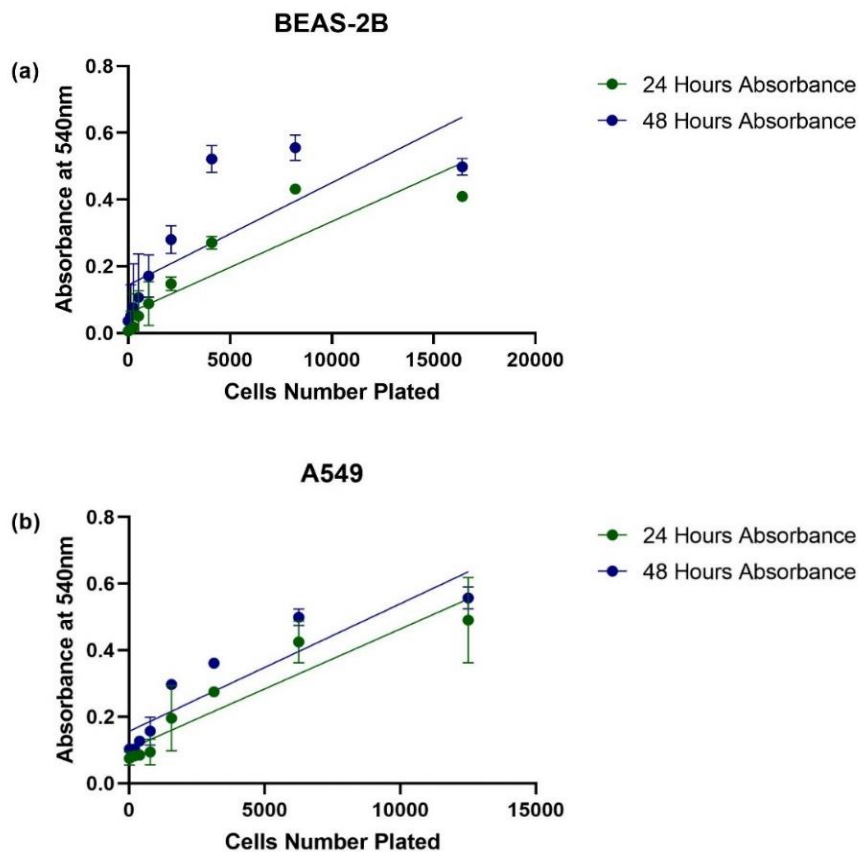 BEAS-2B
(a)
0.8
0.6
0.4
0.2
0.0
Absorbance at 540nm
0 5000 10000 15000 20000
Cells Number Plated
24 Hours Absorbance
48 Hours Absorbance
A549
(b)
0.8
0.6
0.4
0.2
0.0
Absorbance at 540nm
0 5000 10000 15000
Cells Number Plated
24 Hours Absorbance
48 Hours Absorbance